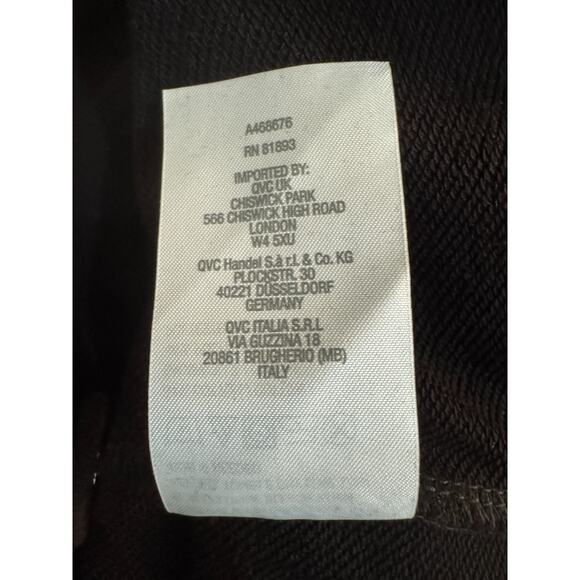 A468676
RN 81893
IMPORTED BY:
QVC UK
CHISWICK PARK
566 CHISWICK HIGH ROAD
LONDON
W4 5XU
QVC Handel S.à r.l. & Co. KG
PLOCKSTR. 30
40221 DÜSSELDORF
GERMANY
QVC ITALIA S.R.L
VIA GUZZINA 18
20861 BRUGHERIO (MB)
ITALY